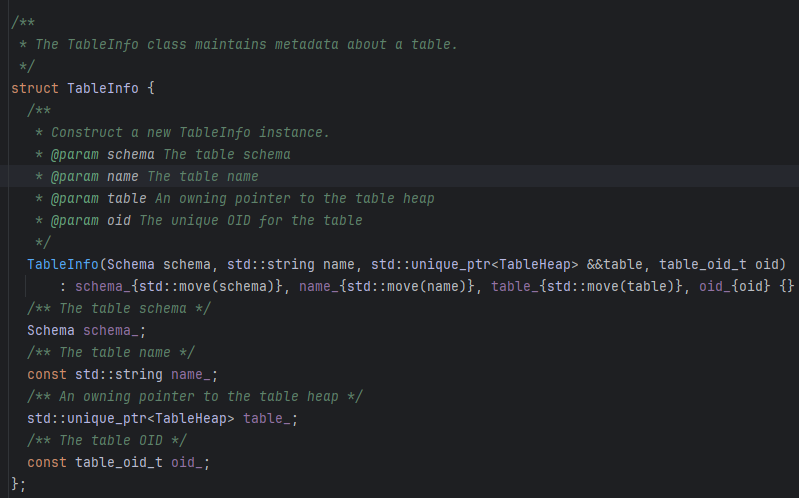 /**
 * The TableInfo class maintains metadata about a table.
 */
struct TableInfo {
  /**
   * Construct a new TableInfo instance.
   * @param schema The table schema
   * @param name The table name
   * @param table An owning pointer to the table heap
   * @param oid The unique OID for the table
   */
  TableInfo(Schema schema, std::string name, std::unique_ptr<TableHeap> &&table, table_oid_t oid)
      : schema_{std::move(schema)}, name_{std::move(name)}, table_{std::move(table)}, oid_{oid} {}
  /** The table schema */
  Schema schema_;
  /** The table name */
  const std::string name_;
  /** An owning pointer to the table heap */
  std::unique_ptr<TableHeap> table_;
  /** The table OID */
  const table_oid_t oid_;
};